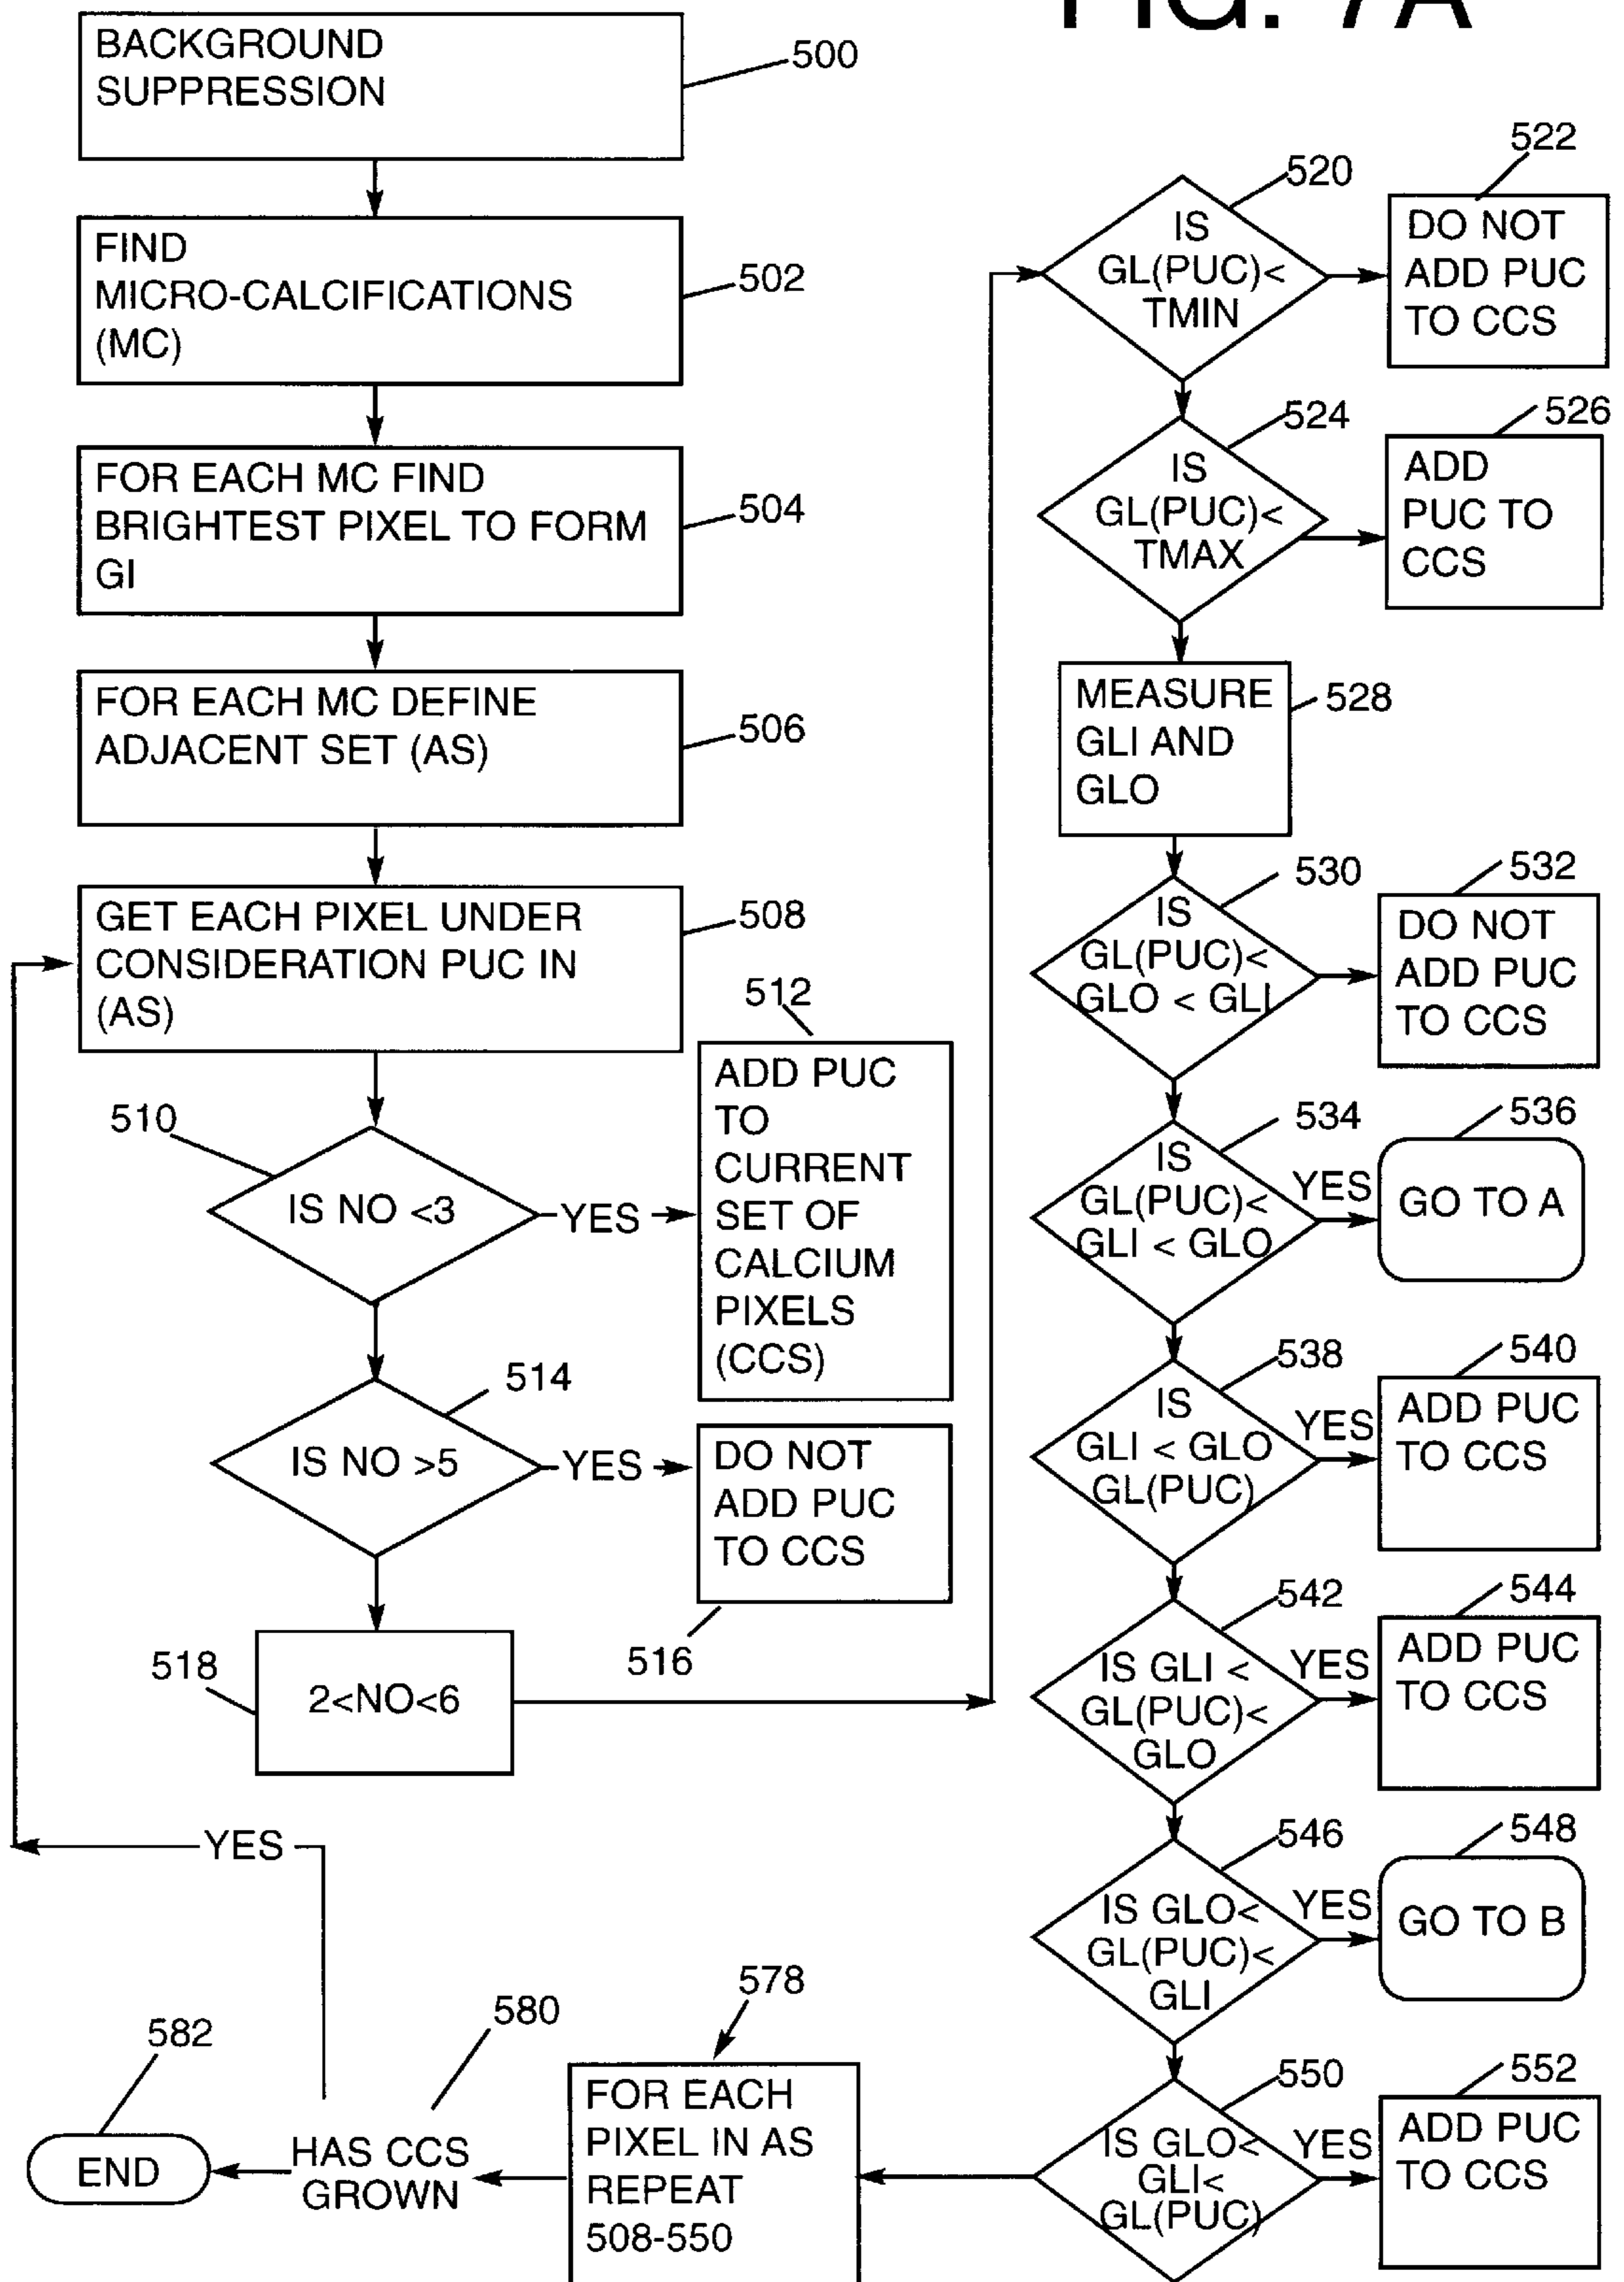 FIG. 7A
BACKGROUND
SUPPRESSION
500
FIND
MICRO-CALCIFICATIONS
(MC)
502
FOR EACH MC FIND
BRIGHTEST PIXEL TO FORM
GI
504
FOR EACH MC DEFINE
ADJACENT SET (AS)
506
GET EACH PIXEL UNDER
CONSIDERATION PUC IN
(AS)
508
510
IS NO <3
YES
512
ADD PUC
TO
CURRENT
SET OF
CALCIUM
PIXELS
(CCS)
514
IS NO >5
YES
DO NOT
ADD PUC
TO CCS
516
518
2<NO<6
520
IS
GL(PUC)<
TMIN
522
DO NOT
ADD PUC
TO CCS
524
IS
GL(PUC)<
TMAX
526
ADD
PUC TO
CCS
MEASURE
GLI AND
GLO
528
530
IS
GL(PUC)<
GLO < GLI
532
DO NOT
ADD PUC
TO CCS
534
IS
GL(PUC)<
GLI < GLO
YES
536
GO TO A
538
IS
GLI < GLO
GL(PUC)
YES
540
ADD PUC
TO CCS
542
IS GLI <
GL(PUC)<
GLO
YES
544
ADD PUC
TO CCS
546
IS GLO<
GL(PUC)<
GLI
YES
548
GO TO B
550
IS GLO<
GLI<
GL(PUC)
YES
552
ADD PUC
TO CCS
578
FOR EACH
PIXEL IN AS
REPEAT
508-550
580
HAS CCS
GROWN
YES
582
END